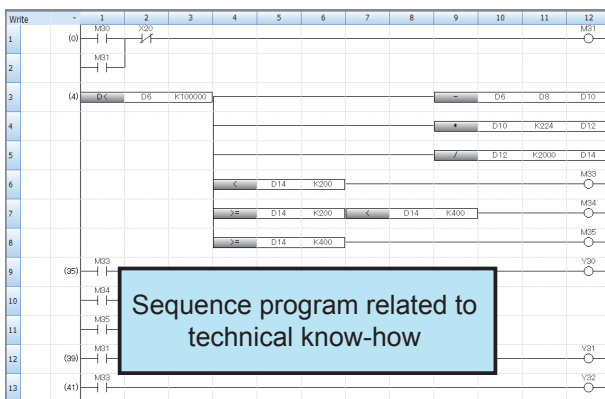 Write 1 2 3 4 5 6 7 8 9 10 11 12
M30 X20 M31
1 (0)
M31
2
3 (4) D< D6 K100000 - D6 D8 D10
4 * D10 K224 D12
5 / D12 K2000 D14
M33
6 < D14 K200
M34
7 >= D14 K200 < D14 K400
M35
8 >= D14 K400
M33 Y30
9 (35)
M34
10
M35
11
Sequence program related to
technical know-how
M31 Y31
12 (39)
M33 Y32
13 (41)